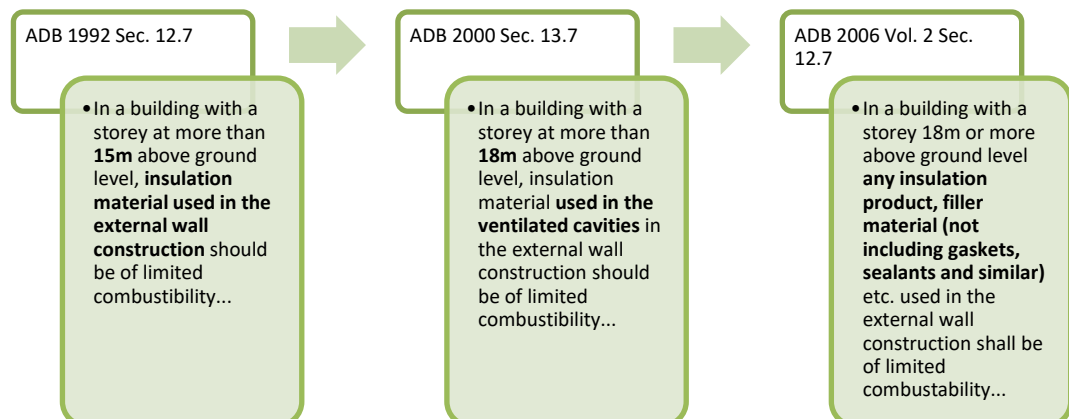 ADB 1992 Sec. 12.7
•In a building with a
storey at more than
15m above ground
level, insulation
material used in the
external wall
construction should
be of limited
combustibility...
ADB 2000 Sec. 13.7
•In a building with a
storey at more than
18m above ground
level, insulation
material used in the
ventilated cavities in
the external wall
construction should
be of limited
combustibility...
ADB 2006 Vol. 2 Sec.
12.7
•In a building with a
storey 18m or more
above ground level
any insulation
product, filler
material (not
including gaskets,
sealants and similar)
etc. used in the
external wall
construction shall be
of limited
combustability...